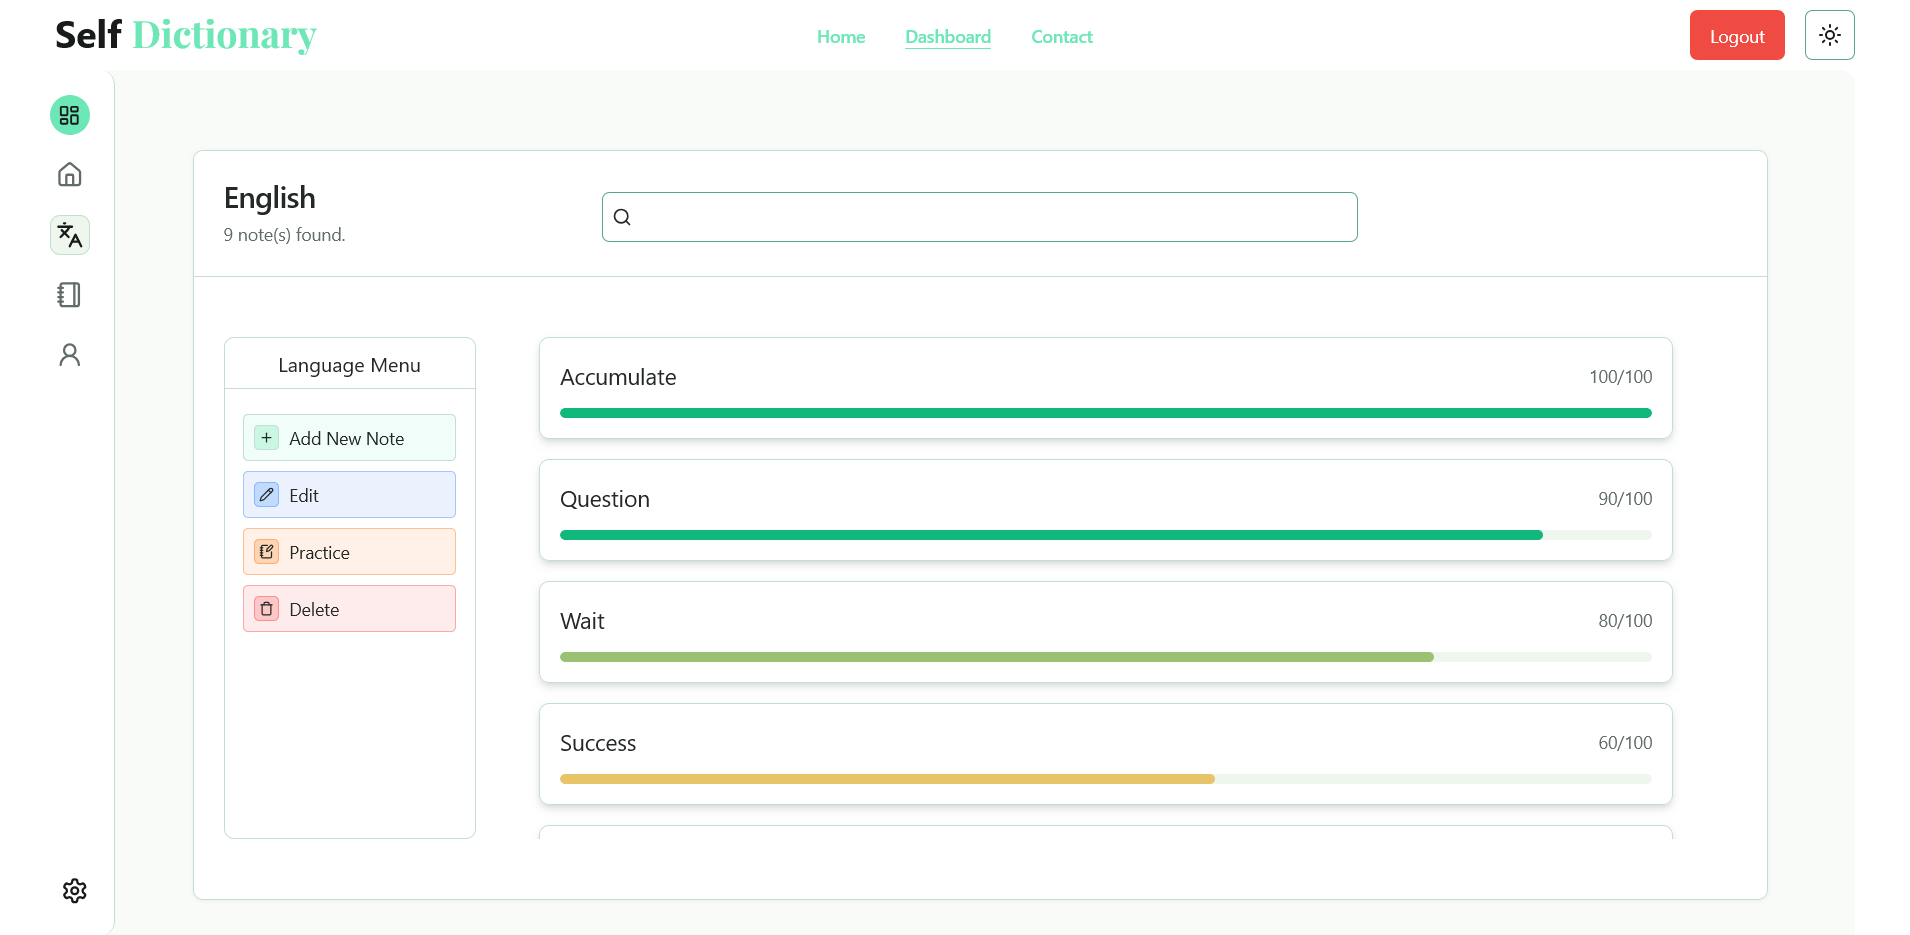 Self Dictionary
Home
Dashboard
Contact
Logout
English
9 note(s) found.
Language Menu
Add New Note
Edit
Practice
Delete
Accumulate
100/100
Question
90/100
Wait
80/100
Success
60/100